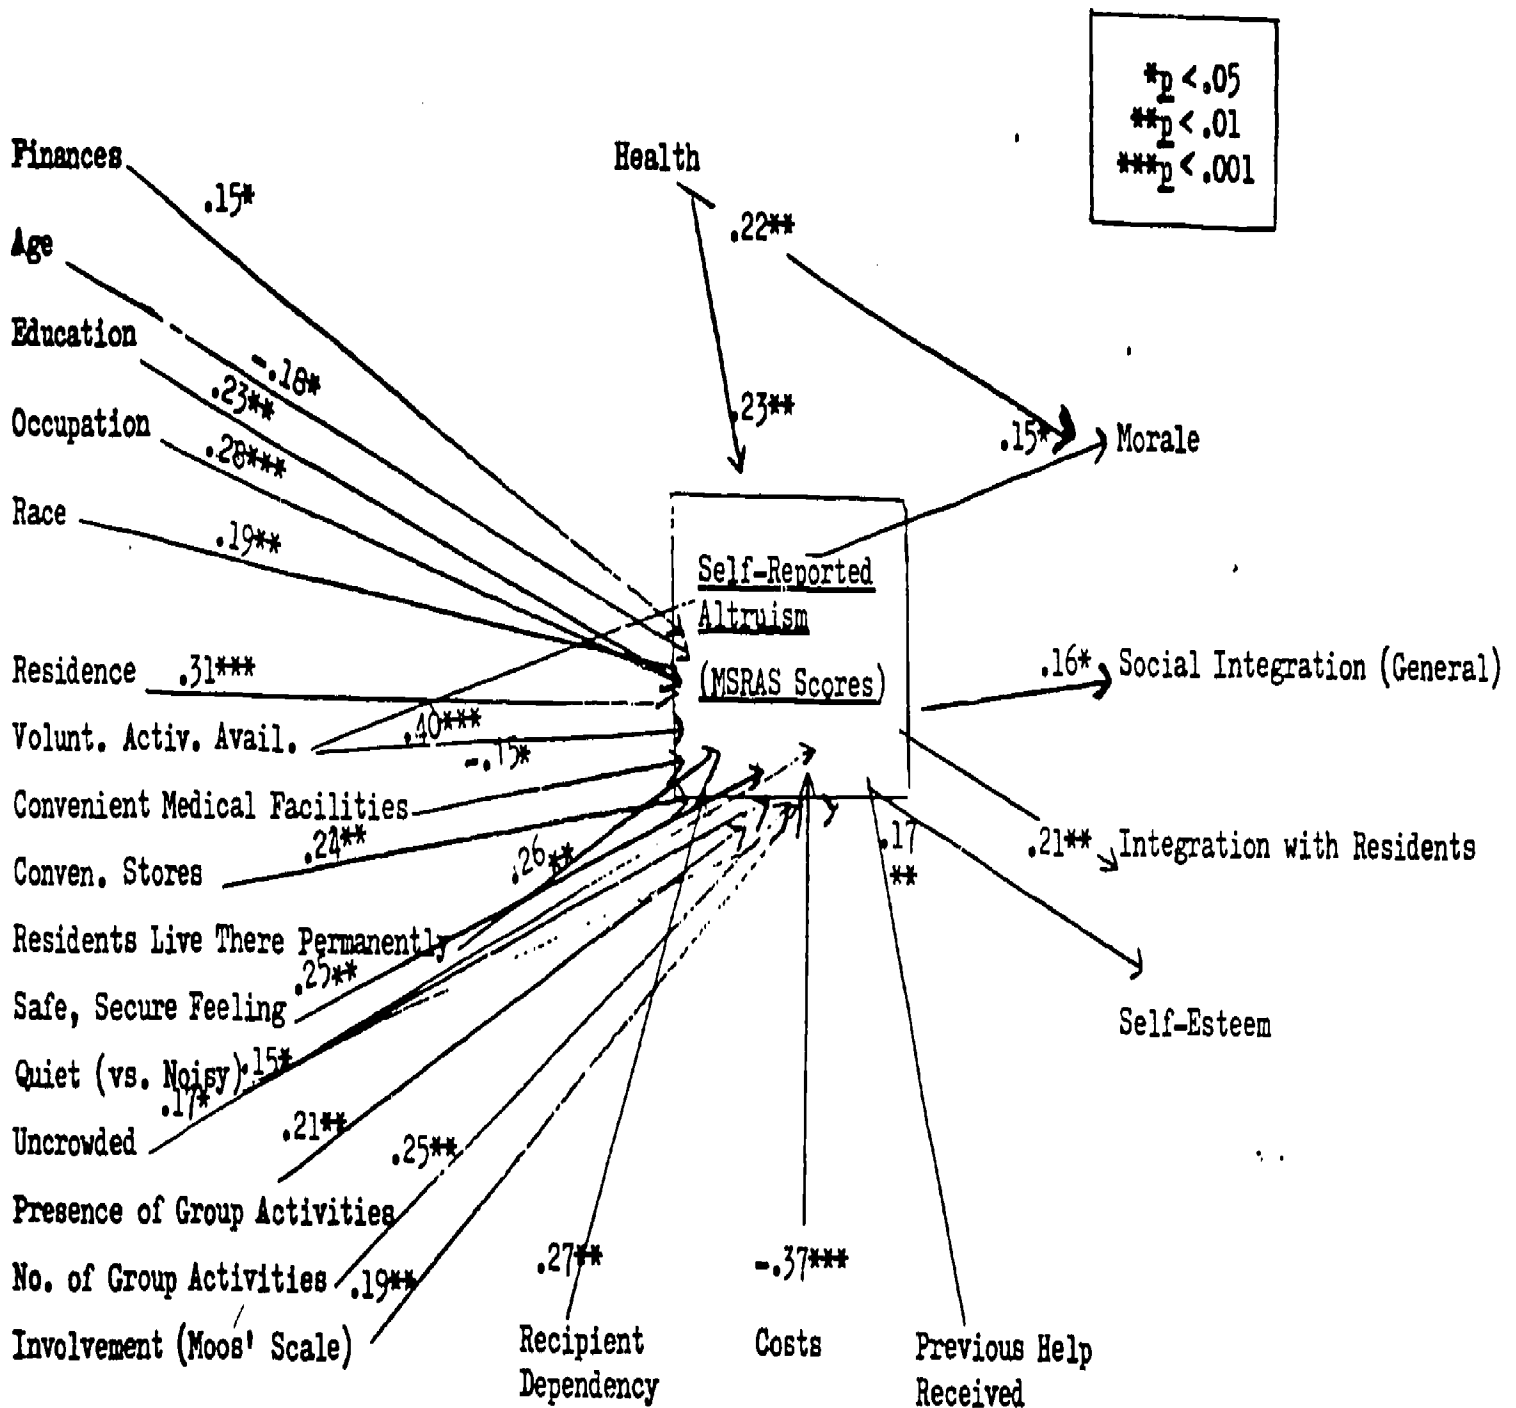 *p < .05
**p < .01
***p < .001
Finances
.15*
Health
.22**
Age
-.18*
Education
.23**
.23**
Occupation
.28***
.15*
Morale
Race
.19**
Self-Reported
Altruism
(MSRAS Scores)
Residence
.31***
.16*
Social Integration (General)
Volunt. Activ. Avail.
.40***
-.15*
Convenient Medical Facilities
.24**
Conven. Stores
.26**
.17
**
.21**
Integration with Residents
Residents Live There Permanently
.25**
Safe, Secure Feeling
Self-Esteem
Quiet (vs. Noisy)
.15*
.17*
Uncrowded
.21**
.25**
Presence of Group Activities
No. of Group Activities
.19**
.27**
-.37***
Involvement (Moos' Scale)
Recipient
Dependency
Costs
Previous Help
Received